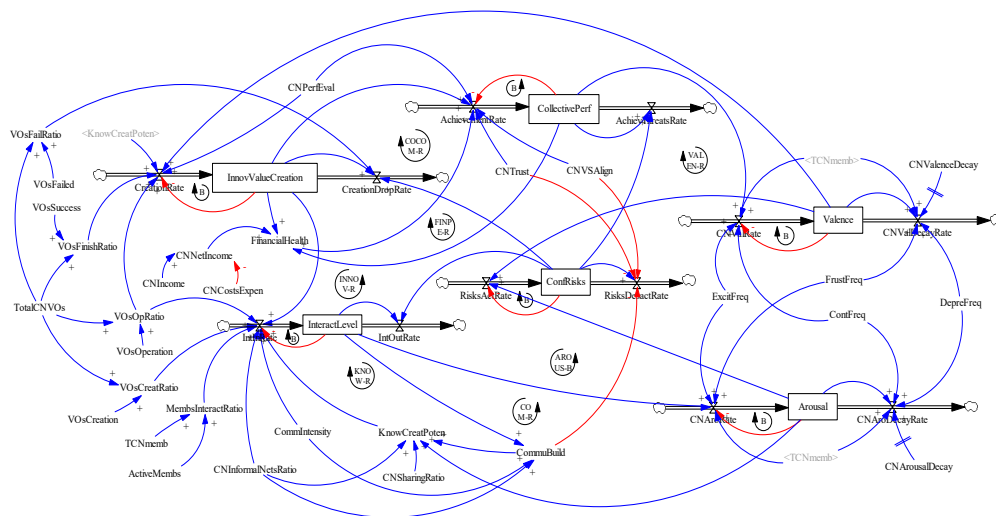 CNPerfEval
B
CollectivePerf
AchievementRate
AchievThreatsRate
VOsFailRatio
<KnowCreatPoten>
COCO
M-R
VAL
EN-R
<TCNmemb>
CNValenceDecay
CNTrust
CNVSAlign
VOsFailed
CreationRate
B
InnovValueCreation
CreationDropRate
VOsSuccess
FINP
E-R
Valence
CNValRate
B
CNValDecayRate
VOsFinishRatio
FinancialHealth
CNNetIncome
CNIncome
CNCostsExpen
INNO
V-R
ConfRisks
RisksActRate
B
RisksDeactRate
ExcitFreq
FrustFreq
ContFreq
DepreFreq
TotalCNVOs
VOsOpRatio
VOsOperation
B
InteractLevel
IntOutRate
ARO
US-B
VOsCreatRatio
KNO
W-R
CO
M-R
VOsCreation
MembsInteractRatio
TCNmemb
ActiveMembs
CommIntensity
KnowCreatPoten
CNInformalNetsRatio
CNSharingRatio
CommuBuild
CNAroRate
B
Arousal
CNAroDecayRate
<TCNmemb>
CNArousalDecay